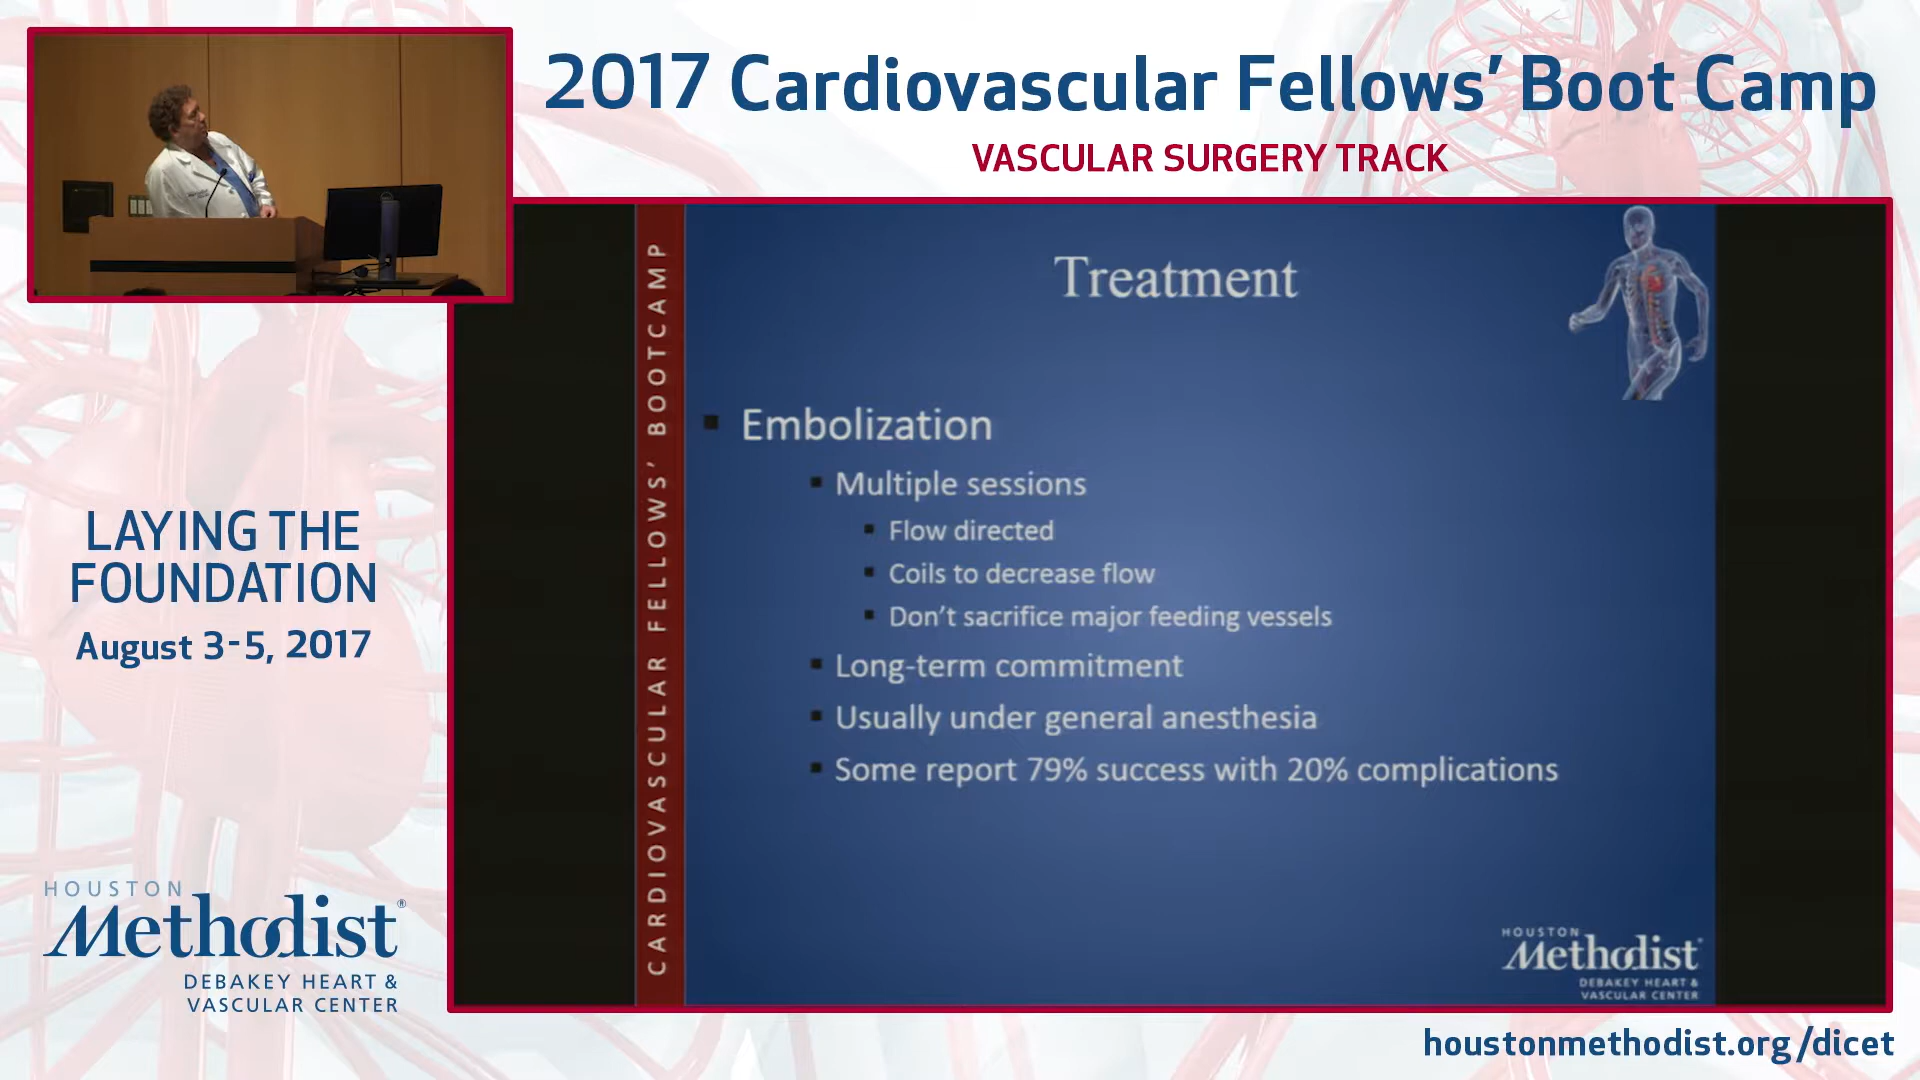 2017 Cardiovascular Fellows’ Boot Camp
VASCULAR SURGERY TRACK
LAYING THE
FOUNDATION
August 3-5, 2017
HOUSTON
Methodist®
DEBAKEY HEART &
VASCULAR CENTER
CARDIOVASCULAR FELLOWS’ BOOTCAMP
Treatment
▪ Embolization
▪ Multiple sessions
▪ Flow directed
▪ Coils to decrease flow
▪ Don’t sacrifice major feeding vessels
▪ Long-term commitment
▪ Usually under general anesthesia
▪ Some report 79% success with 20% complications
HOUSTON
Methodist
DEBAKEY HEART &
VASCULAR CENTER
houstonmethodist.org/dicet